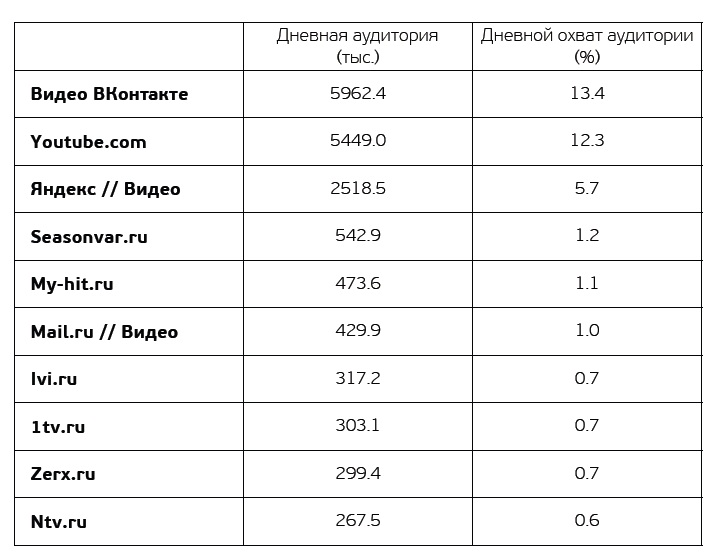 Дневная аудитория (тыс.) Дневной охват аудитории (%)
Видео ВКонтакте 5962.4 13.4
Youtube.com 5449.0 12.3
Яндекс // Видео 2518.5 5.7
Seasonvar.ru 542.9 1.2
My-hit.ru 473.6 1.1
Mail.ru // Видео 429.9 1.0
Ivi.ru 317.2 0.7
1tv.ru 303.1 0.7
Zerx.ru 299.4 0.7
Ntv.ru 267.5 0.6